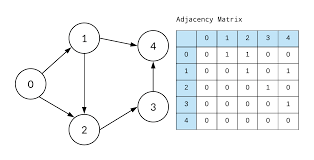 Adjacency Matrix
0 1 2 3 4
0 0 1 1 0 0
1 0 0 1 0 1
2 0 0 0 1 0
3 0 0 0 0 1
4 0 0 0 0 0
1
4
0
3
2